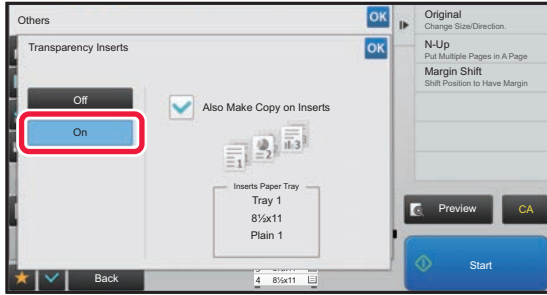 Others
OK
Original
Change Size/Direction.
Transparency Inserts
OK
N-Up
Put Multiple Pages in A Page
Margin Shift
Shift Position to Have Margin
Off
On
Also Make Copy on Inserts
1
2
3
Inserts Paper Tray
Tray 1
8½x11
Plain 1
Preview
CA
Start
Back
4 8½x11